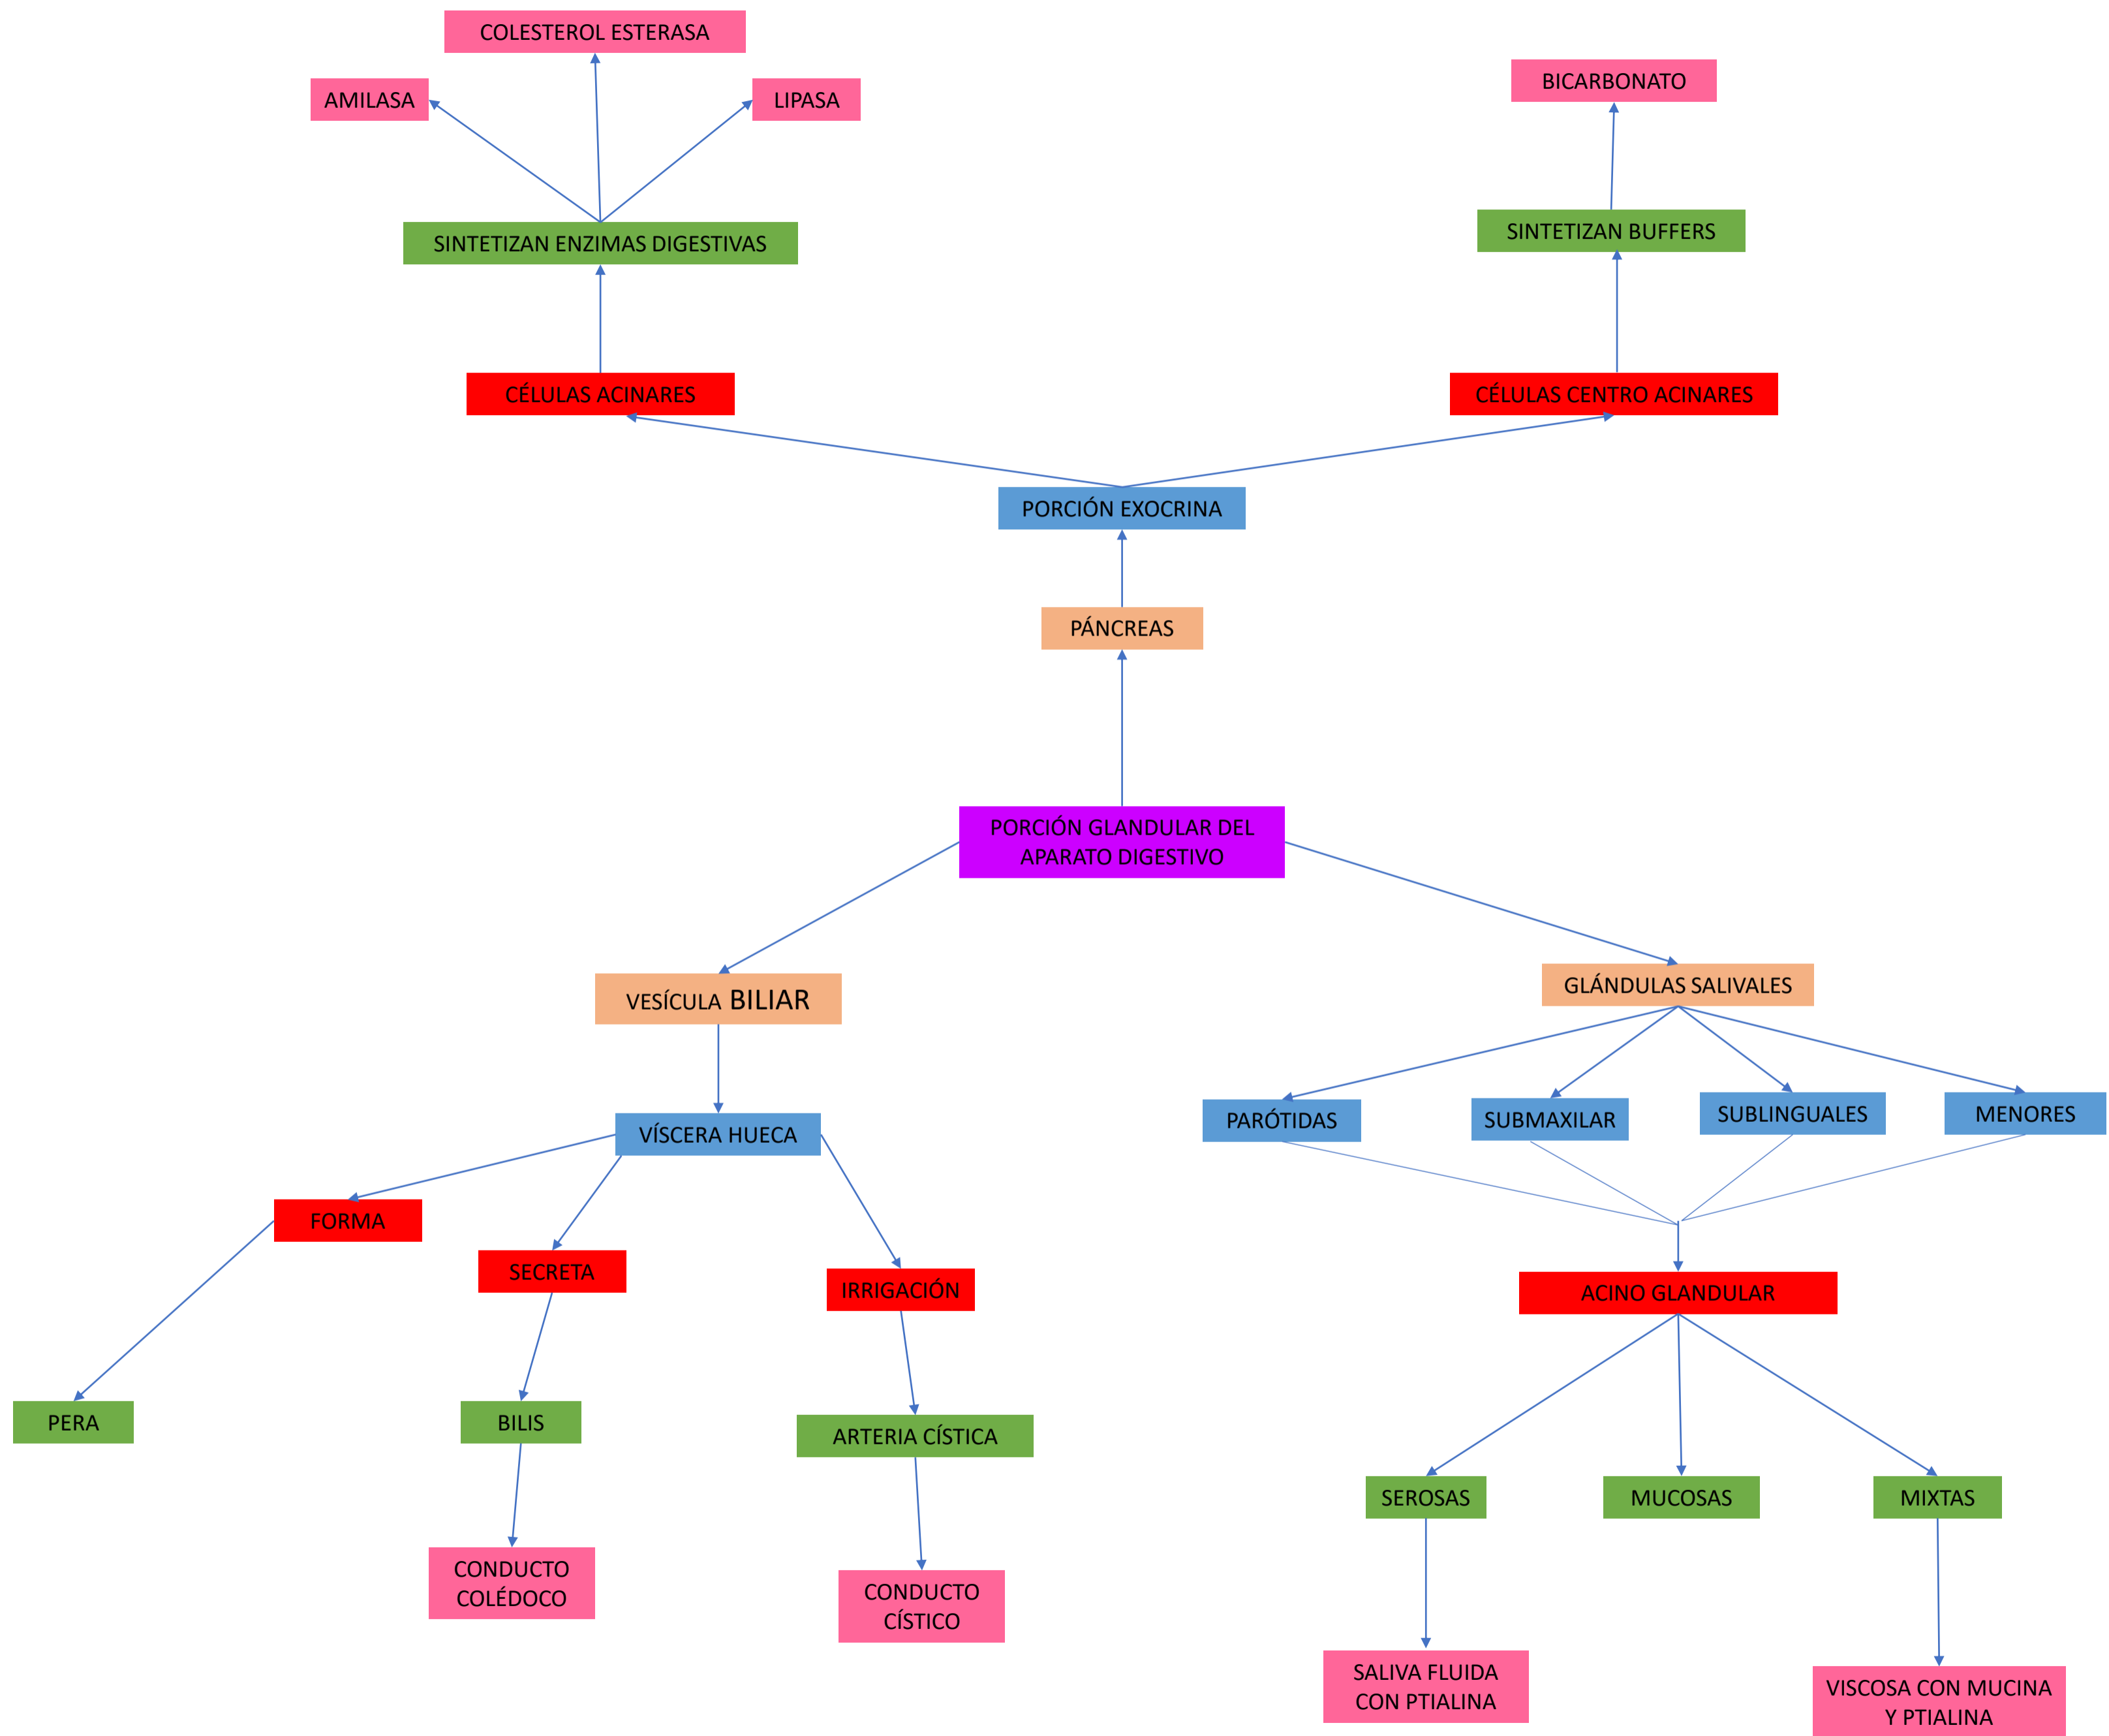 COLESTEROL ESTERASA
AMILASA
LIPASA
BICARBONATO
SINTETIZAN ENZIMAS DIGESTIVAS
SINTETIZAN BUFFERS
CÉLULAS ACINARES
CÉLULAS CENTRO ACINARES
PORCIÓN EXOCRINA
PÁNCREAS
PORCIÓN GLANDULAR DEL
APARATO DIGESTIVO
VESÍCULA BILIAR
GLÁNDULAS SALIVALES
VÍSCERA HUECA
PARÓTIDAS
SUBMAXILAR
SUBLINGUALES
MENORES
FORMA
SECRETA
IRRIGACIÓN
ACINO GLANDULAR
PERA
BILIS
ARTERIA CÍSTICA
SEROSAS
MUCOSAS
MIXTAS
CONDUCTO
COLÉDOCO
CONDUCTO
CÍSTICO
SALIVA FLUIDA
CON PTIALINA
VISCOSA CON MUCINA
Y PTIALINA